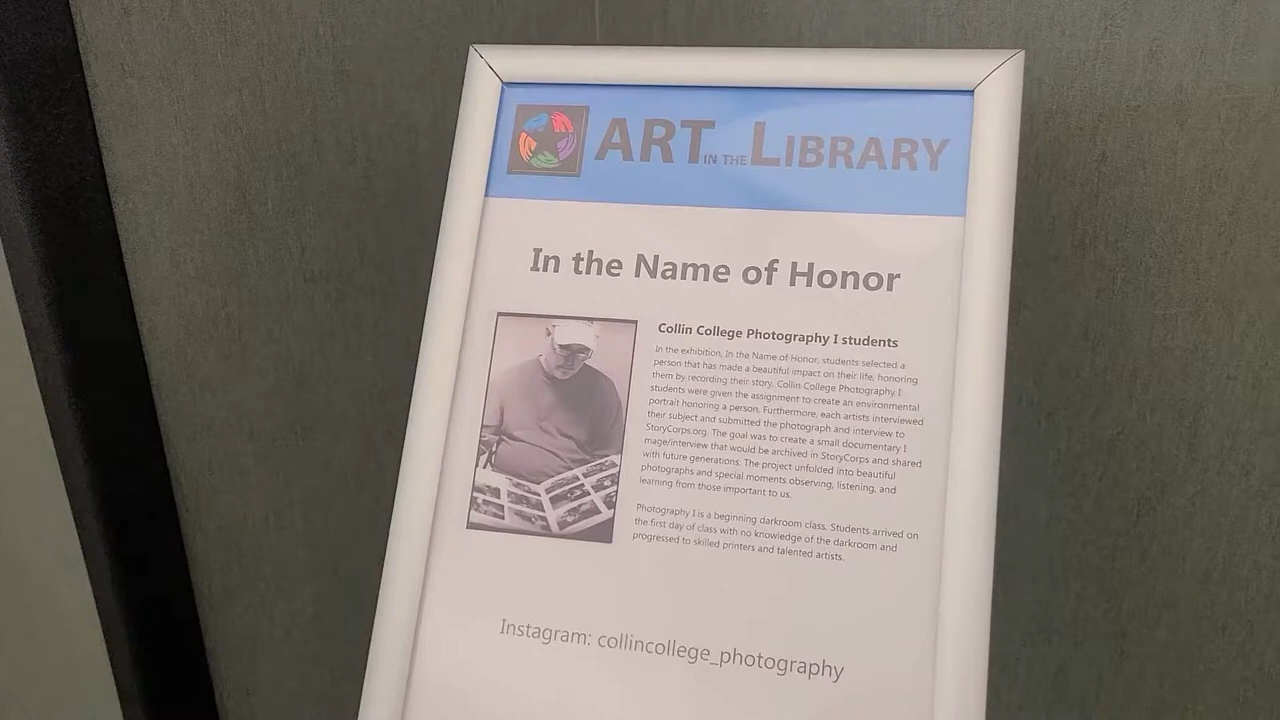 ART IN THE LIBRARY
In the Name of Honor
Collin College Photography I students
In the exhibition, In the Name of Honor, students selected a
person that has made a beautiful impact on their life, honoring
them by recording their story. Collin College Photography I
students were given the assignment to create an environmental
portrait honoring a person. Furthermore, each artists interviewed
their subject and submitted the photograph and interview to
StoryCorps.org. The goal was to create a small documentary I
mage/interview that would be archived in StoryCorps and shared
with future generations. The project unfolded into beautiful
photographs and special moments observing, listening, and
learning from those important to us.
Photography I is a beginning darkroom class. Students arrived on
the first day of class with no knowledge of the darkroom and
progressed to skilled printers and talented artists.
Instagram: collincollege_photography